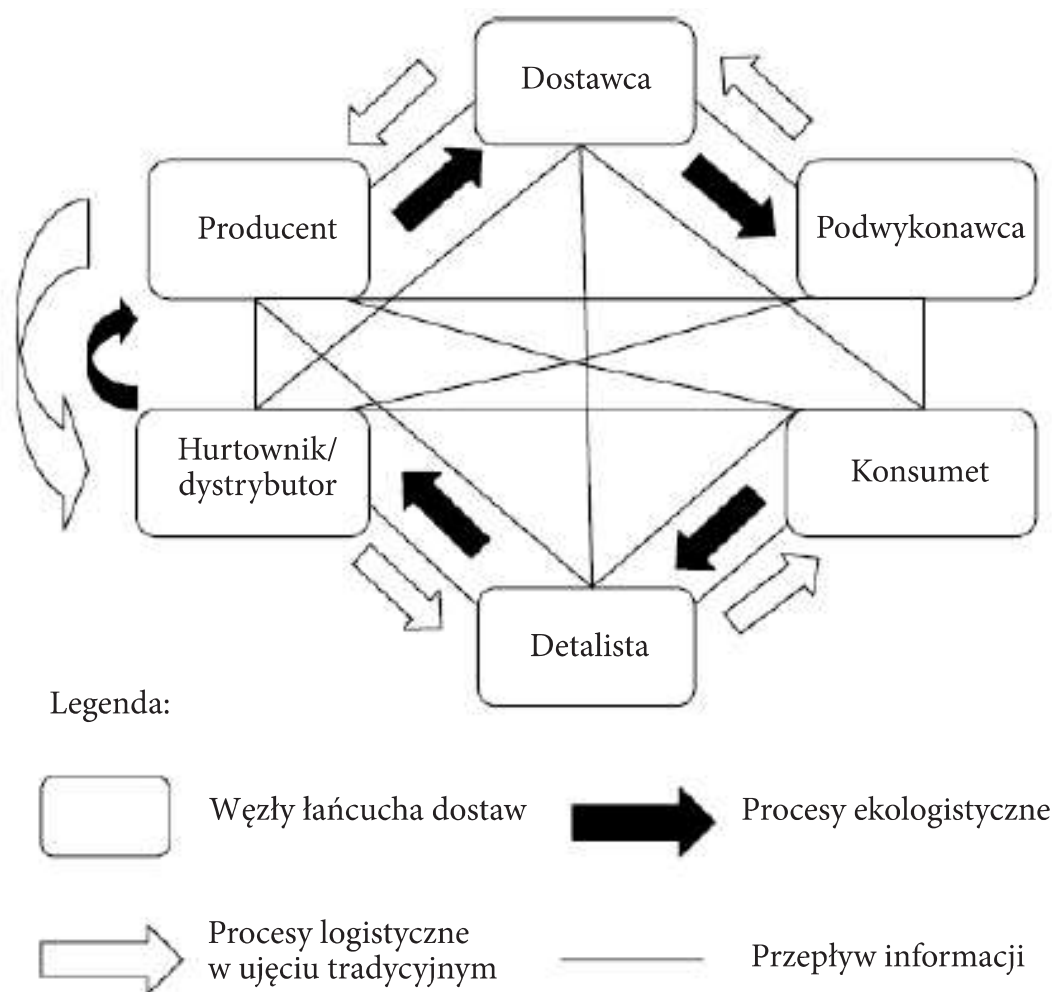 Dostawca
Producent
Podwykonawca
Hurtownik/
dystrybutor
Konsumet
Detalista
Legenda:
Węzły łańcucha dostaw
Procesy ekologistyczne
Procesy logistyczne
w ujęciu tradycyjnym
Przepływ informacji